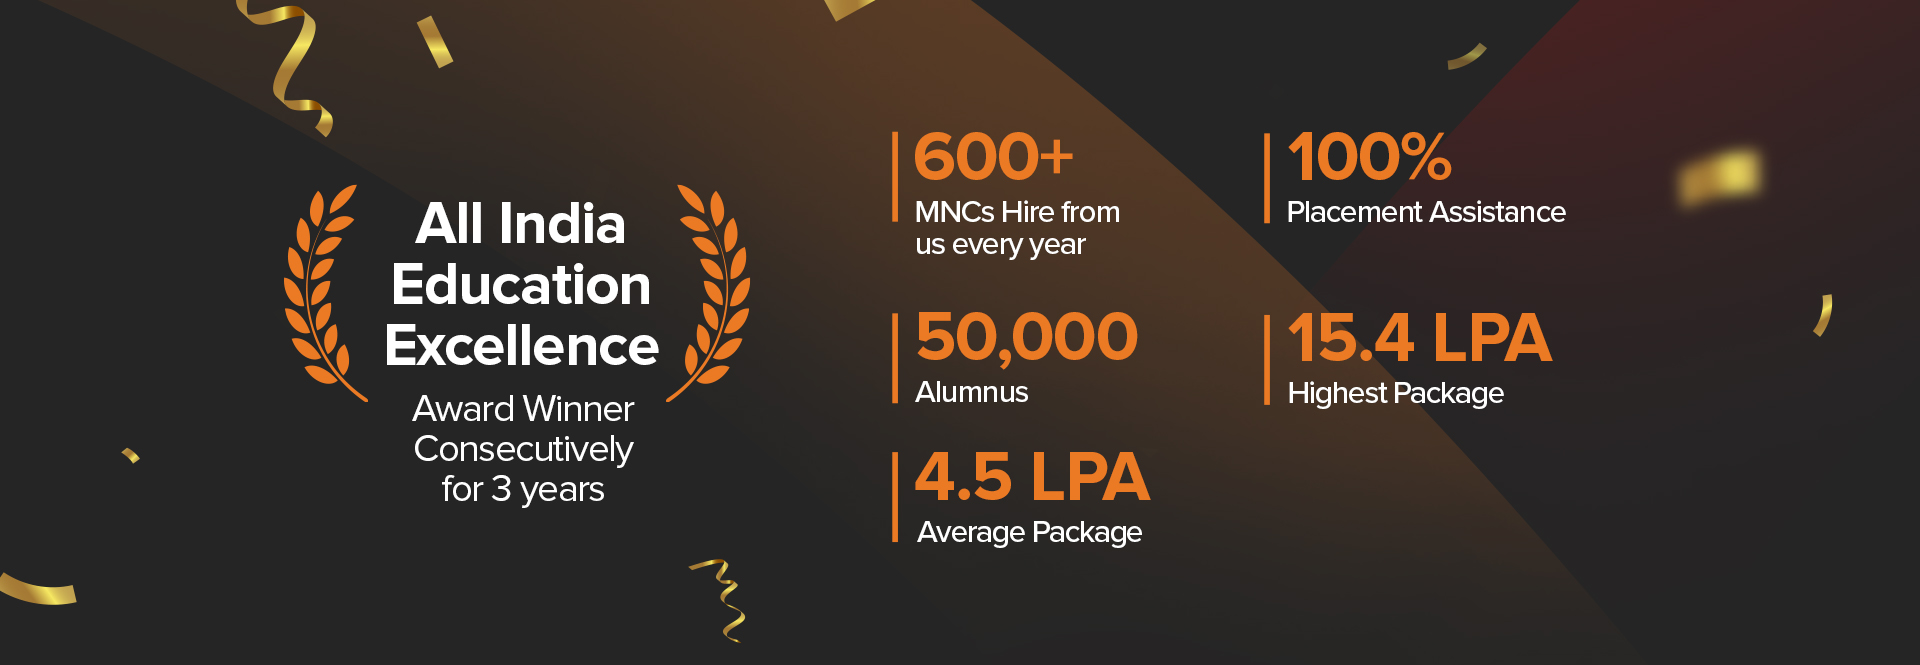 All India
Education
Excellence
Award Winner
Consecutively
for 3 years
600+
MNCs Hire from
us every year
100%
Placement Assistance
50,000
Alumnus
15.4 LPA
Highest Package
4.5 LPA
Average Package